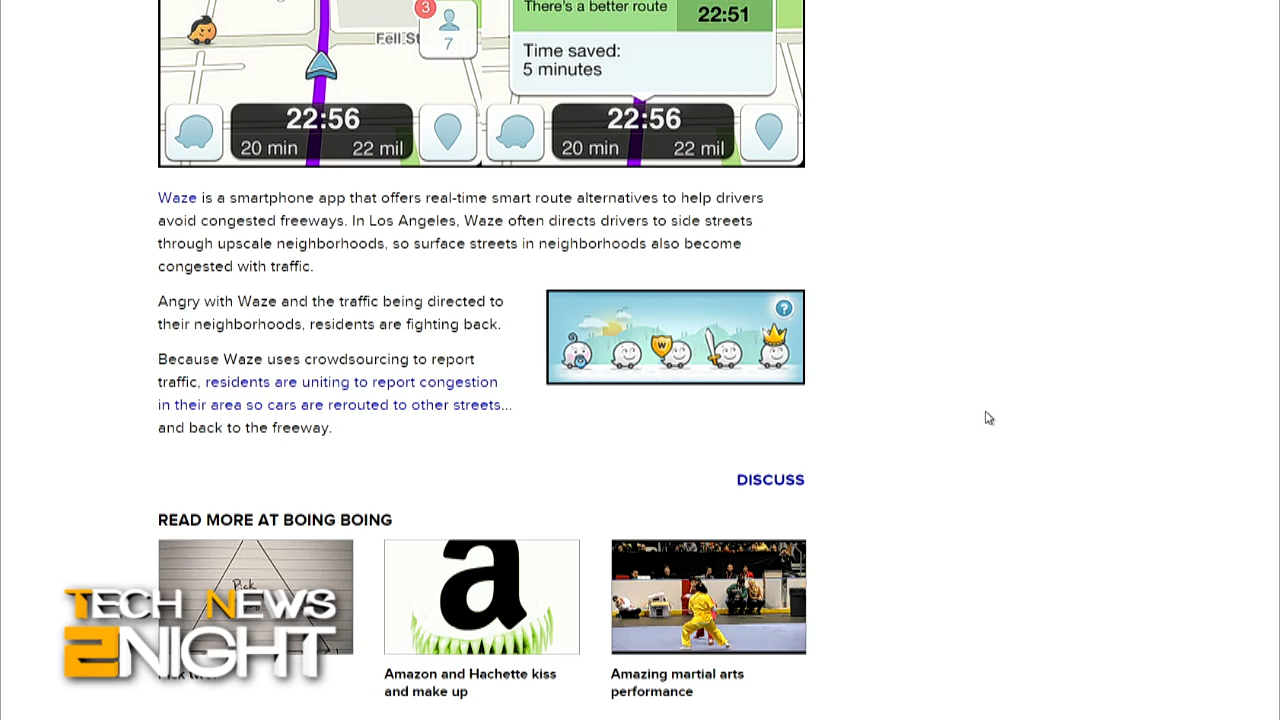 There's a better route
22:51
3
7
Fell St
Time saved:
5 minutes
22:56
20 min 22 mil
22:56
20 min 22 mil
Waze is a smartphone app that offers real-time smart route alternatives to help drivers
avoid congested freeways. In Los Angeles, Waze often directs drivers to side streets
through upscale neighborhoods, so surface streets in neighborhoods also become
congested with traffic.
Angry with Waze and the traffic being directed to
their neighborhoods, residents are fighting back.
?
W
Because Waze uses crowdsourcing to report
traffic, residents are uniting to report congestion
in their area so cars are rerouted to other streets...
and back to the freeway.
DISCUSS
READ MORE AT BOING BOING
Pick
a
TECH NEWS
2NIGHT
Amazon and Hachette kiss
and make up
Amazing martial arts
performance